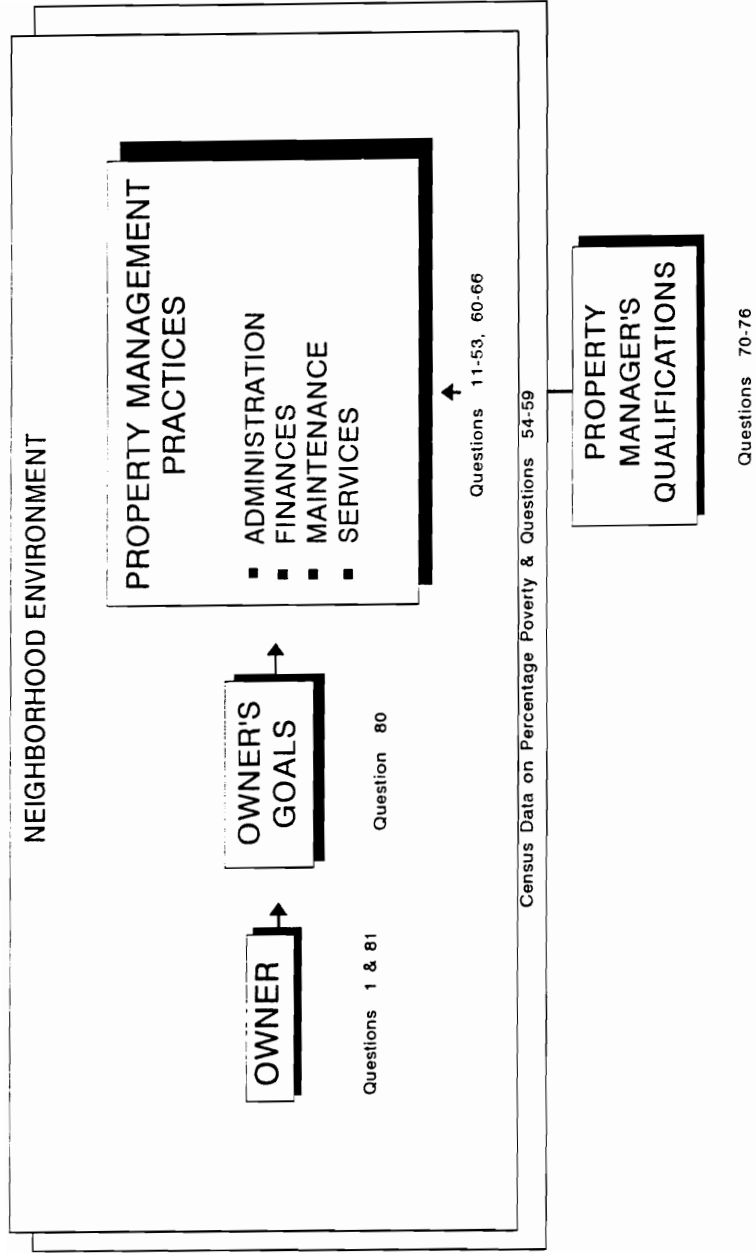 NEIGHBORHOOD ENVIRONMENT
OWNER
Questions 1 & 81
OWNER'S
GOALS
Question 80
PROPERTY MANAGEMENT
PRACTICES
▪ ADMINISTRATION
▪ FINANCES
▪ MAINTENANCE
▪ SERVICES
Questions 11-53, 60-66
Census Data on Percentage Poverty & Questions 54-59
PROPERTY
MANAGER'S
QUALIFICATIONS
Questions 70-76